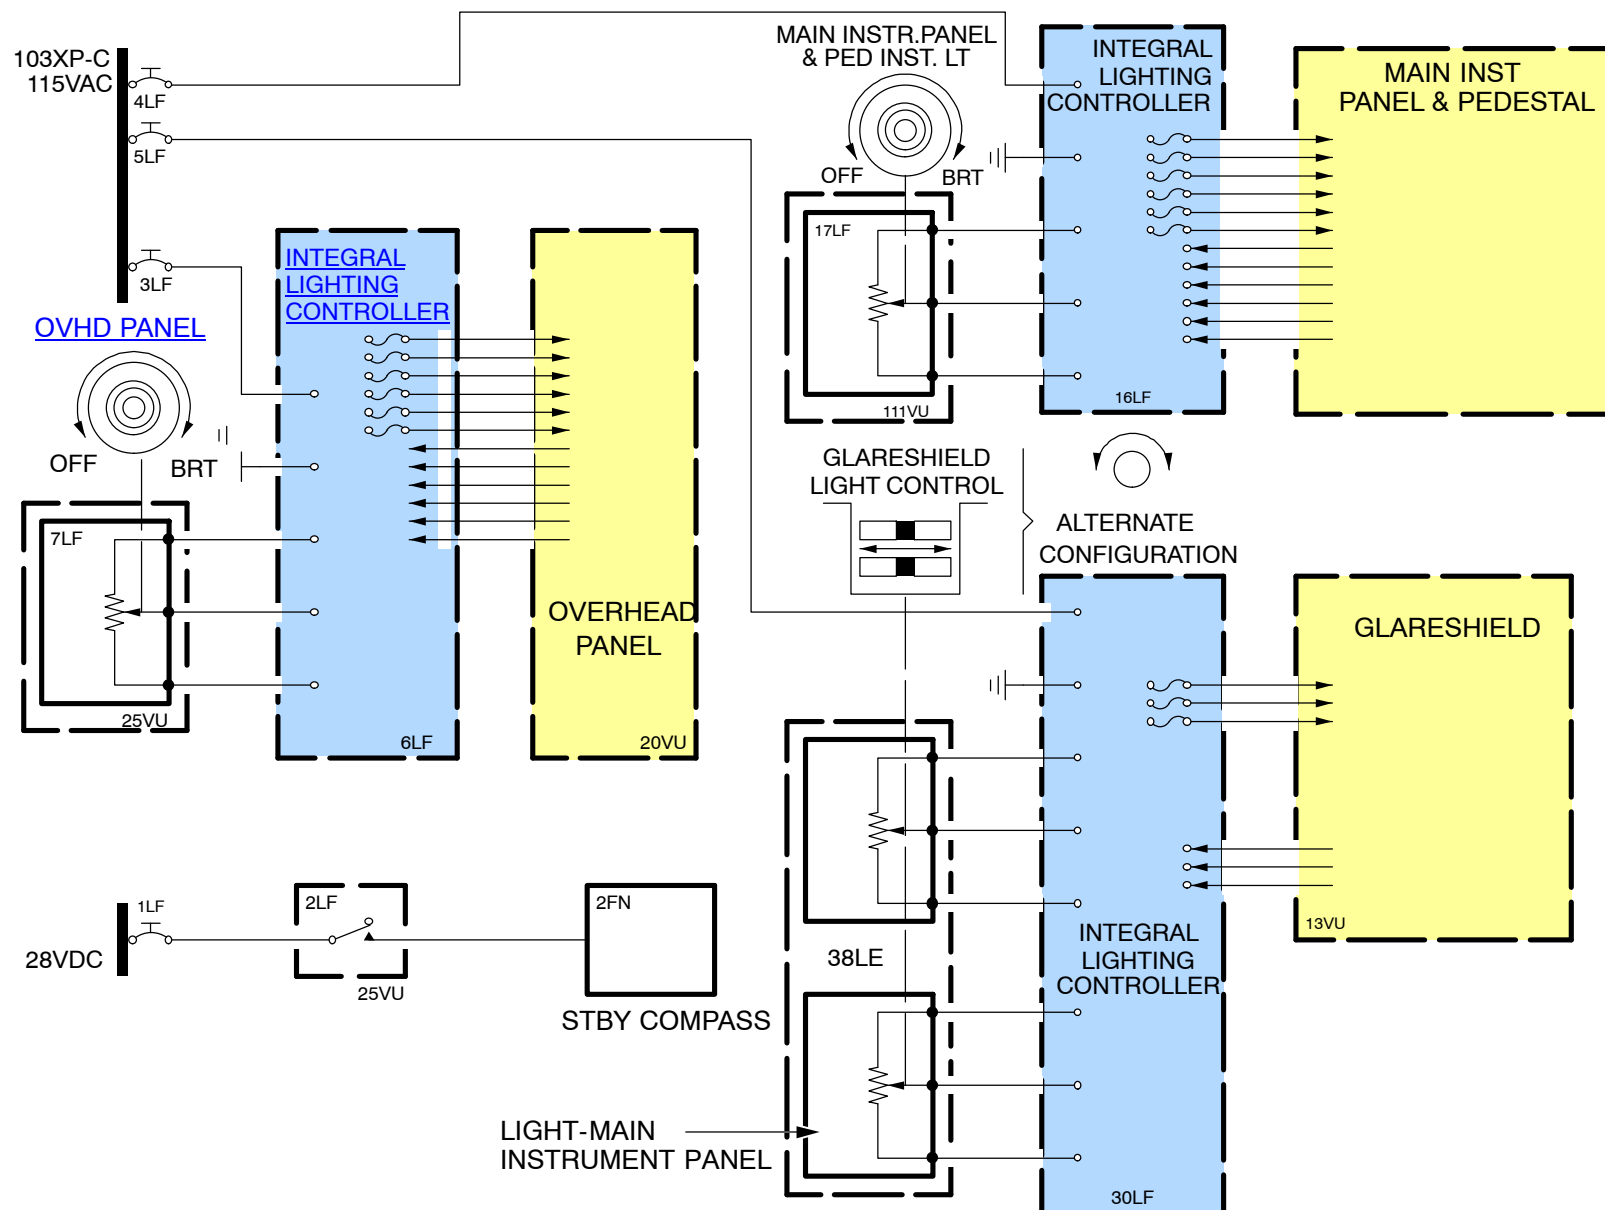 103XP-C
115VAC
4LF
5LF
3LF
OVHD PANEL
OFF
BRT
7LF
25VU
INTEGRAL
LIGHTING
CONTROLLER
6LF
OVERHEAD
PANEL
20VU
MAIN INSTR.PANEL
& PED INST. LT
OFF
BRT
17LF
111VU
INTEGRAL
LIGHTING
CONTROLLER
16LF
MAIN INST
PANEL & PEDESTAL
GLARESHIELD
LIGHT CONTROL
ALTERNATE
CONFIGURATION
GLARESHIELD
13VU
INTEGRAL
LIGHTING
CONTROLLER
30LF
38LE
LIGHT-MAIN
INSTRUMENT PANEL
28VDC
1LF
2LF
25VU
2FN
STBY COMPASS